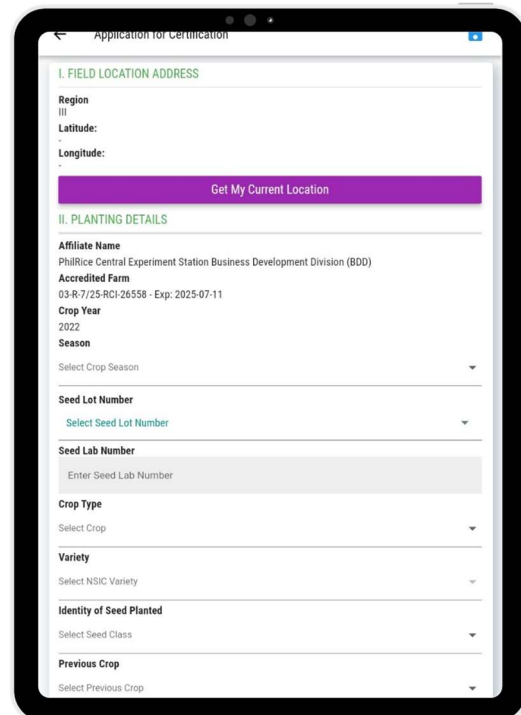 Application for Certification
I. FIELD LOCATION ADDRESS
Region
III
Latitude:
-
Longitude:
-
Get My Current Location
II. PLANTING DETAILS
Affiliate Name
PhilRice Central Experiment Station Business Development Division (BDD)
Accredited Farm
03-R-7/25-RCI-26558 - Exp: 2025-07-11
Crop Year
2022
Season
Select Crop Season
Seed Lot Number
Select Seed Lot Number
Seed Lab Number
Enter Seed Lab Number
Crop Type
Select Crop
Variety
Select NSIC Variety
Identity of Seed Planted
Select Seed Class
Previous Crop
Select Previous Crop